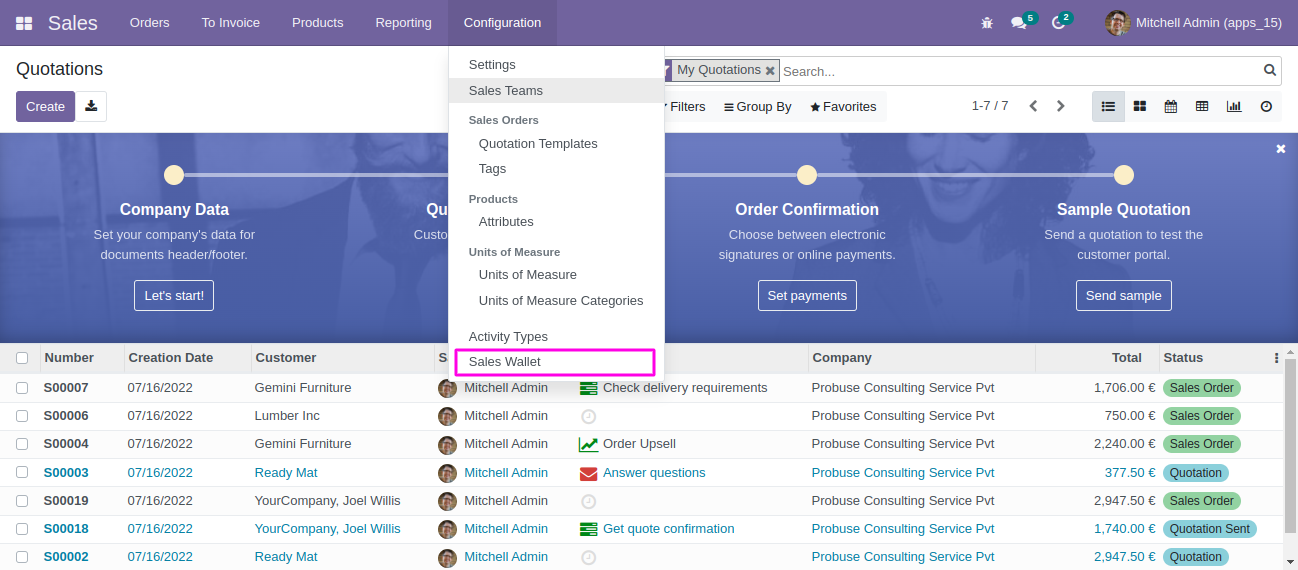 Sales Orders To Invoice Products Reporting Configuration 5 2 Mitchell Admin (apps_15)
Quotations
Settings
My Quotations Search...
Create
Sales Teams
Filters Group By Favorites 1-7 / 7
Sales Orders
Quotation Templates
Tags
Products
Attributes
Units of Measure
Units of Measure
Units of Measure Categories
Activity Types
Sales Wallet
Company Data Qu Order Confirmation Sample Quotation
Set your company's data for Custo Choose between electronic Send a quotation to test the
documents header/footer. signatures or online payments. customer portal.
Let's start! Set payments Send sample
Number Creation Date Customer S Company Total Status
S00007 07/16/2022 Gemini Furniture Mitchell Admin Check delivery requirements Probuse Consulting Service Pvt 1,706.00 € Sales Order
S00006 07/16/2022 Lumber Inc Mitchell Admin Probuse Consulting Service Pvt 750.00 € Sales Order
S00004 07/16/2022 Gemini Furniture Mitchell Admin Order Upsell Probuse Consulting Service Pvt 2,240.00 € Sales Order
S00003 07/16/2022 Ready Mat Mitchell Admin Answer questions Probuse Consulting Service Pvt 377.50 € Quotation
S00019 07/16/2022 YourCompany, Joel Willis Mitchell Admin Probuse Consulting Service Pvt 2,947.50 € Sales Order
S00018 07/16/2022 YourCompany, Joel Willis Mitchell Admin Get quote confirmation Probuse Consulting Service Pvt 1,740.00 € Quotation Sent
S00002 07/16/2022 Ready Mat Mitchell Admin Probuse Consulting Service Pvt 2,947.50 € Quotation